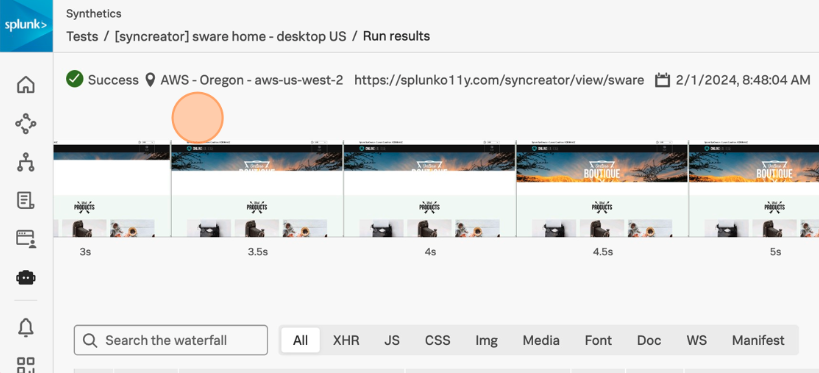 splunk>
Synthetics
Tests / [syncreator] sware home - desktop US / Run results
Success AWS - Oregon - aws-us-west-2 https://splunko11y.com/syncreator/view/sware 2/1/2024, 8:48:04 AM
BOUTIQUE BOUTIQUE BOUTIQUE BOUTIQUE
PRODUCTS PRODUCTS PRODUCTS PRODUCTS PRODUCTS
3s 3.5s 4s 4.5s 5s
Search the waterfall All XHR JS CSS Img Media Font Doc WS Manifest